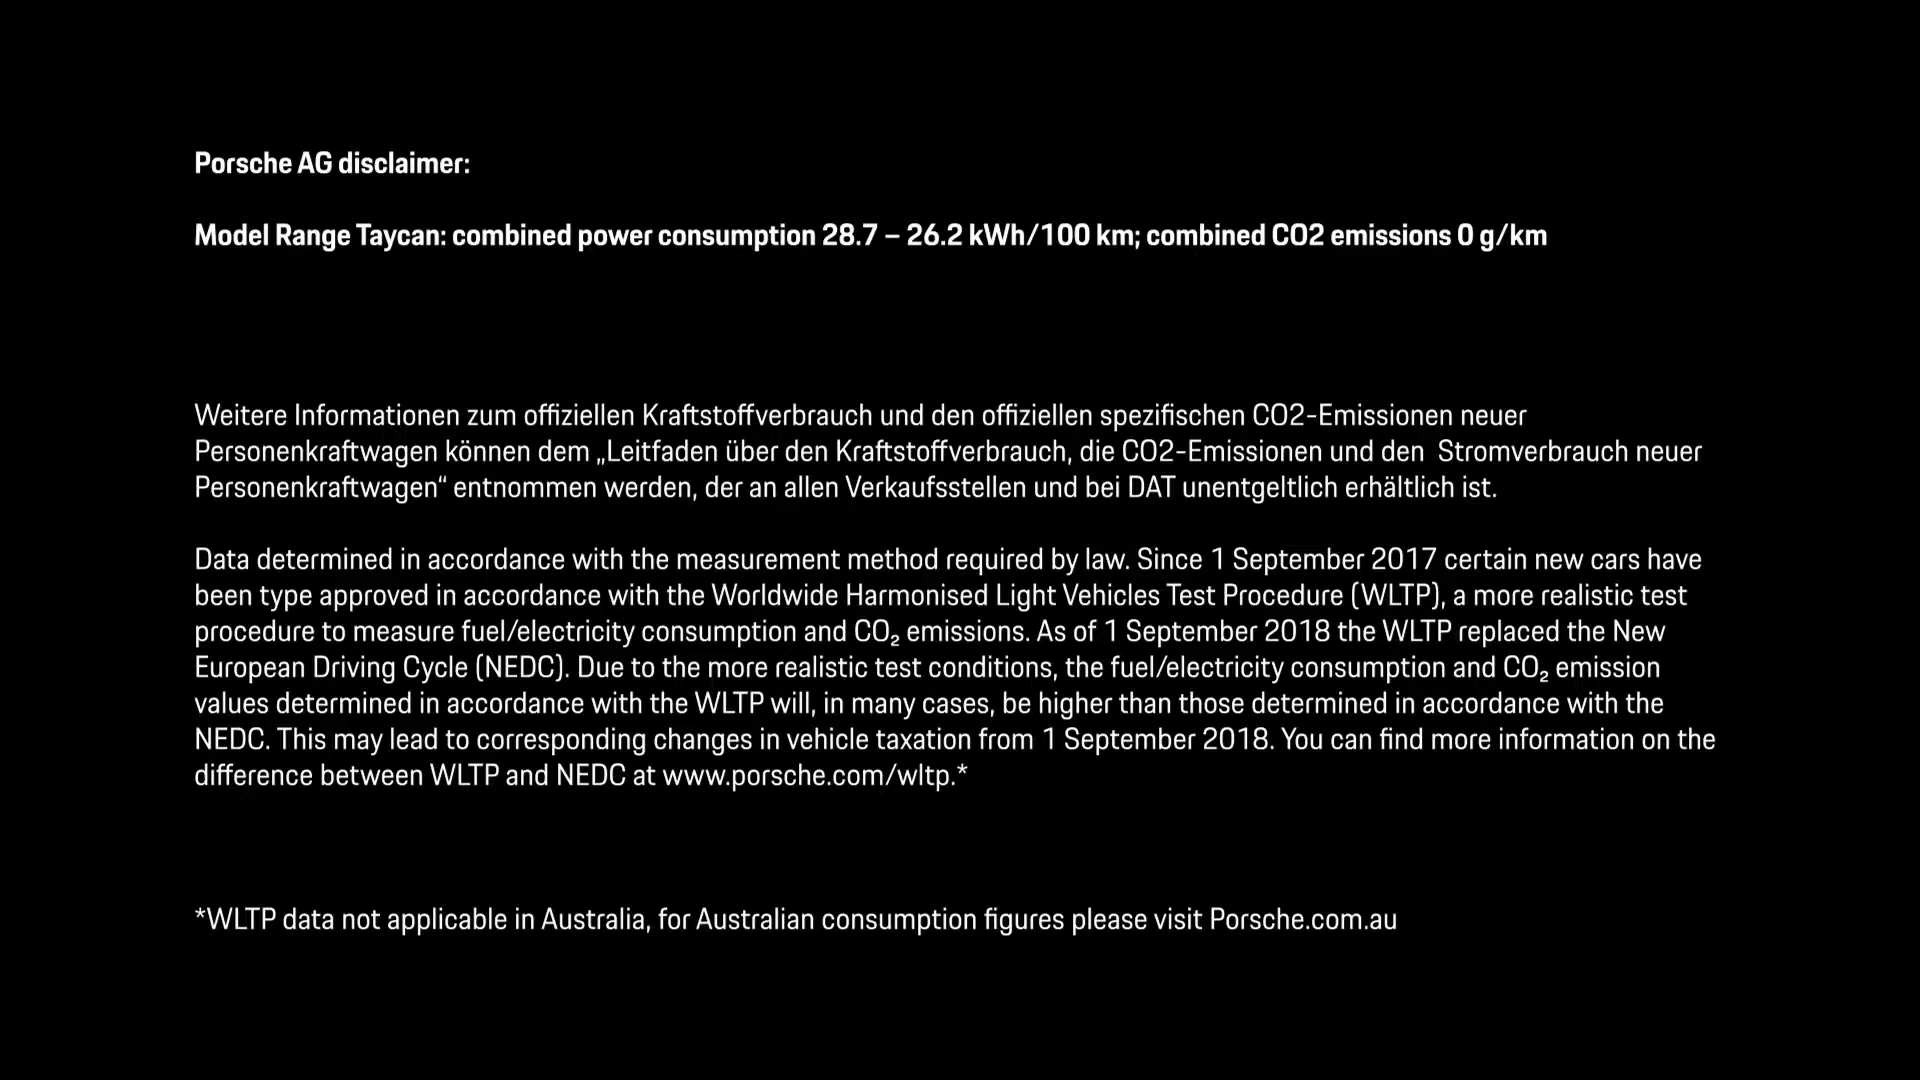 Porsche AG disclaimer:
Model Range Taycan: combined power consumption 28.7 – 26.2 kWh/100 km; combined CO2 emissions 0 g/km
Weitere Informationen zum offiziellen Kraftstoffverbrauch und den offiziellen spezifischen CO2-Emissionen neuer
Personenkraftwagen können dem „Leitfaden über den Kraftstoffverbrauch, die CO2-Emissionen und den  Stromverbrauch neuer
Personenkraftwagen“ entnommen werden, der an allen Verkaufsstellen und bei DAT unentgeltlich erhältlich ist.
Data determined in accordance with the measurement method required by law. Since 1 September 2017 certain new cars have
been type approved in accordance with the Worldwide Harmonised Light Vehicles Test Procedure (WLTP), a more realistic test
procedure to measure fuel/electricity consumption and CO₂ emissions. As of 1 September 2018 the WLTP replaced the New
European Driving Cycle (NEDC). Due to the more realistic test conditions, the fuel/electricity consumption and CO₂ emission
values determined in accordance with the WLTP will, in many cases, be higher than those determined in accordance with the
NEDC. This may lead to corresponding changes in vehicle taxation from 1 September 2018. You can find more information on the
difference between WLTP and NEDC at www.porsche.com/wltp.*
*WLTP data not applicable in Australia, for Australian consumption figures please visit Porsche.com.au